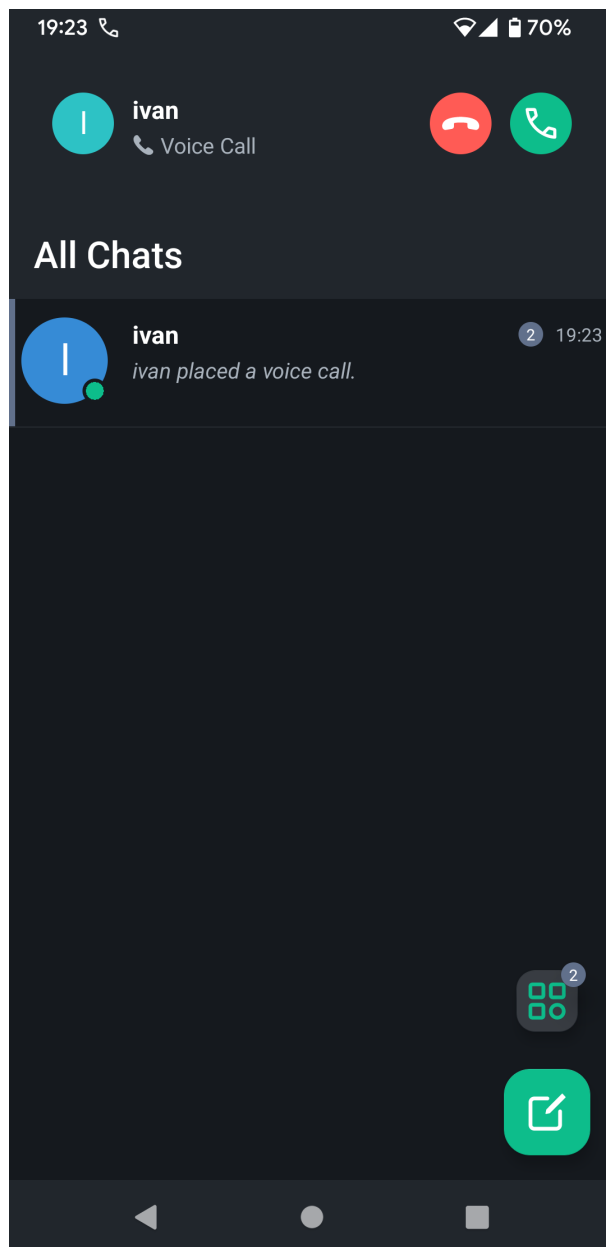 19:23 70%
I
ivan
Voice Call
All Chats
I
ivan 2 19:23
ivan placed a voice call.
2